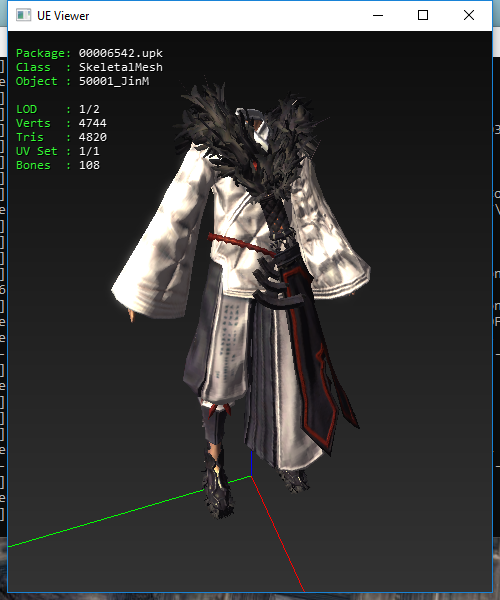 UE Viewer
Package: 00006542.upk
Class : SkeletalMesh
Object : 50001_JinM
LOD : 1/2
Verts : 4744
Tris : 4820
UV Set : 1/1
Bones : 108